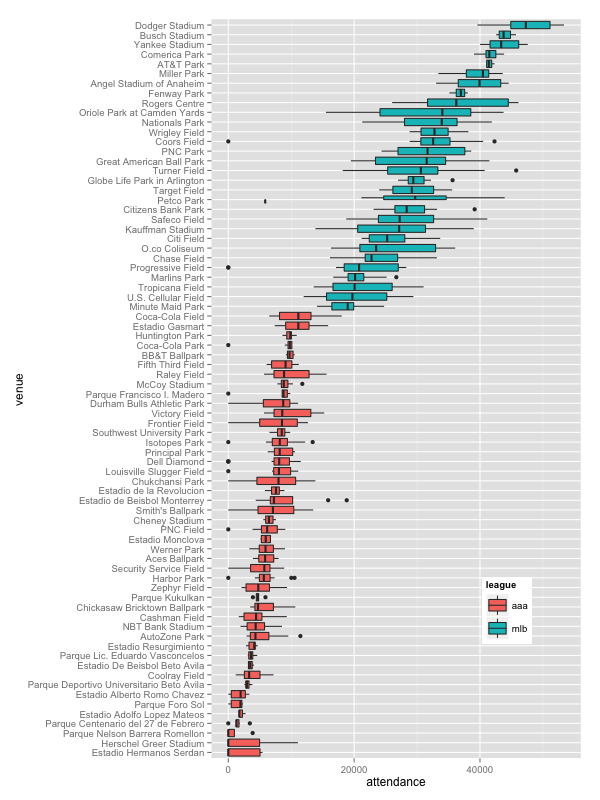 Dodger Stadium
Busch Stadium
Yankee Stadium
Comerica Park
AT&T Park
Miller Park
Angel Stadium of Anaheim
Fenway Park
Rogers Centre
Oriole Park at Camden Yards
Nationals Park
Wrigley Field
Coors Field
PNC Park
Great American Ball Park
Turner Field
Globe Life Park in Arlington
Target Field
Petco Park
Citizens Bank Park
Safeco Field
Kauffman Stadium
Citi Field
O.co Coliseum
Chase Field
Progressive Field
Marlins Park
Tropicana Field
U.S. Cellular Field
Minute Maid Park
Coca-Cola Field
Estadio Gasmart
Huntington Park
Coca-Cola Park
BB&T Ballpark
Fifth Third Field
Raley Field
McCoy Stadium
Parque Francisco I. Madero
Durham Bulls Athletic Park
Victory Field
Frontier Field
Southwest University Park
Isotopes Park
Principal Park
Dell Diamond
Louisville Slugger Field
Chukchansi Park
Estadio de la Revolucion
Estadio de Beisbol Monterrey
Smith's Ballpark
Cheney Stadium
PNC Field
Estadio Monclova
Werner Park
Aces Ballpark
Security Service Field
Harbor Park
Zephyr Field
Parque Kukulkan
Chickasaw Bricktown Ballpark
Cashman Field
NBT Bank Stadium
AutoZone Park
Estadio Resurgimiento
Parque Lic. Eduardo Vasconcelos
Estadio De Beisbol Beto Avila
Coolray Field
Parque Deportivo Universitario Beto Avila
Estadio Alberto Romo Chavez
Parque Foro Sol
Estadio Adolfo Lopez Mateos
Parque Centenario del 27 de Febrero
Parque Nelson Barrera Romellon
Herschel Greer Stadium
Estadio Hermanos Serdan
venue
0 20000 40000
attendance
league
aaa
mlb